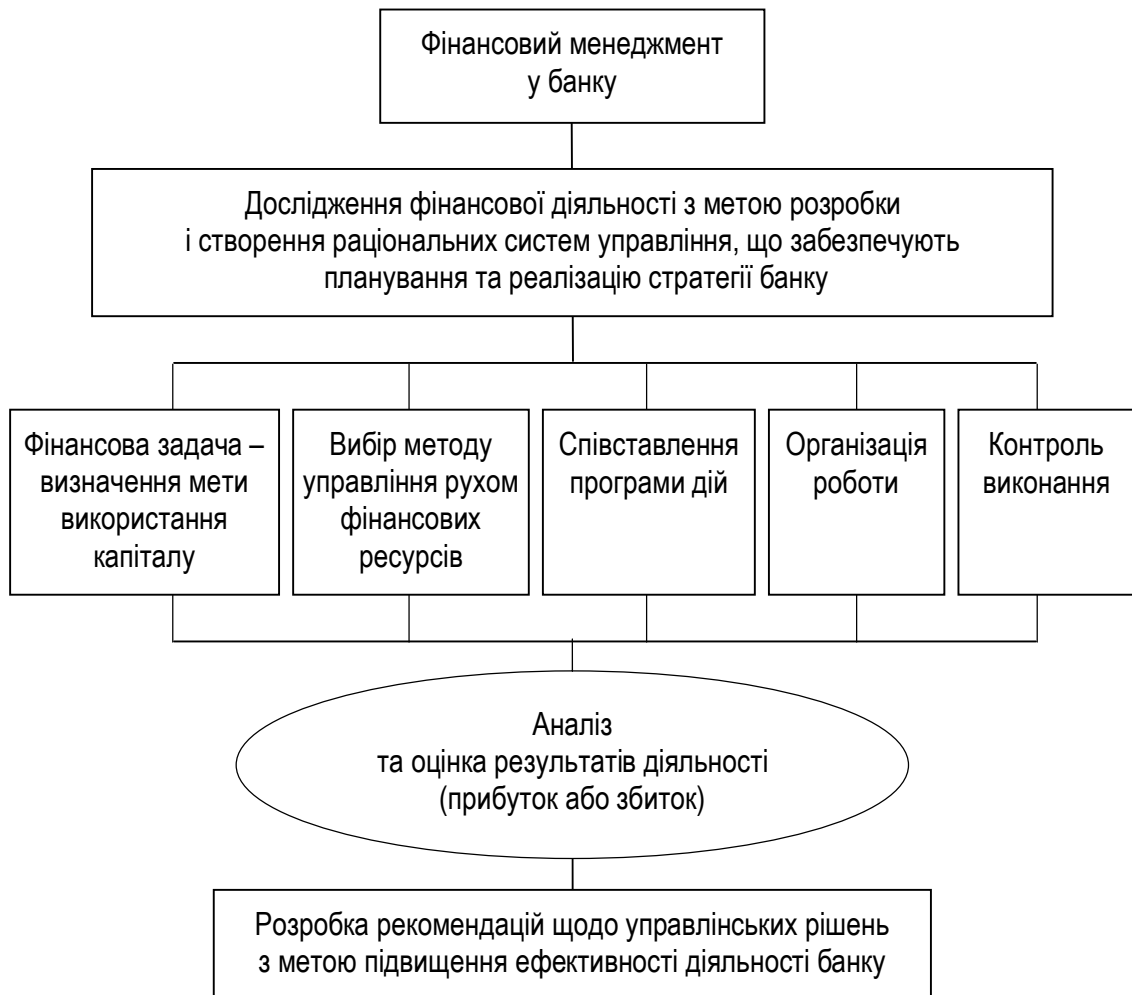 Фінансовий менеджмент
у банку
Дослідження фінансової діяльності з метою розробки
і створення раціональних систем управління, що забезпечують
планування та реалізацію стратегії банку
Фінансова задача –
визначення мети
використання
капіталу
Вибір методу
управління рухом
фінансових
ресурсів
Співставлення
програми дій
Організація
роботи
Контроль
виконання
Аналіз
та оцінка результатів діяльності
(прибуток або збиток)
Розробка рекомендацій щодо управлінських рішень
з метою підвищення ефективності діяльності банку